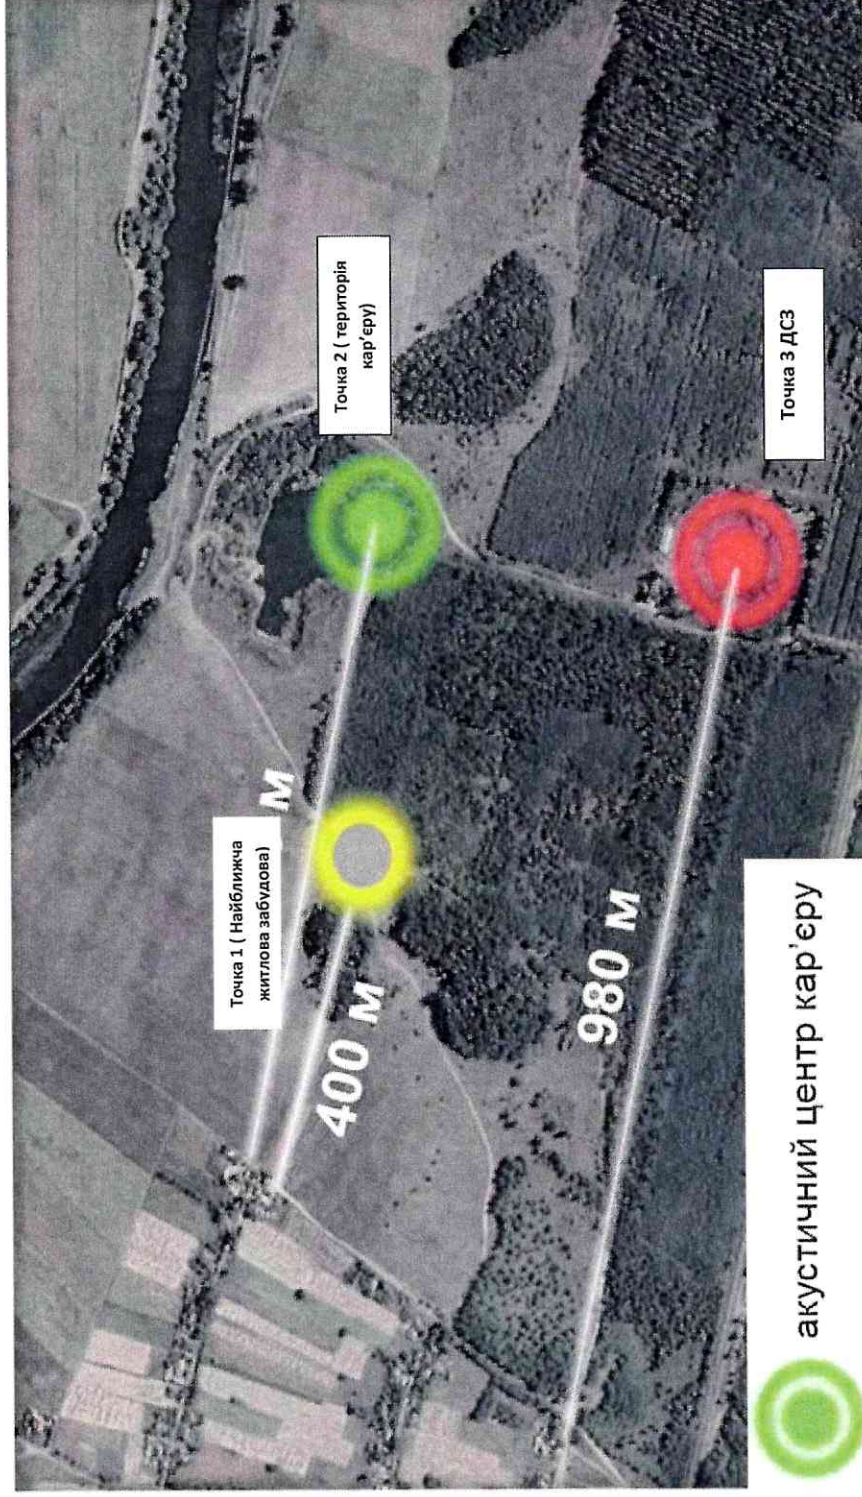 Точка 1 ( Найближча
житлова забудова)
м
400 м
Точка 2 ( територія
кар'єру)
980 м
Точка 3 ДСЗ
акустичний центр кар'єру